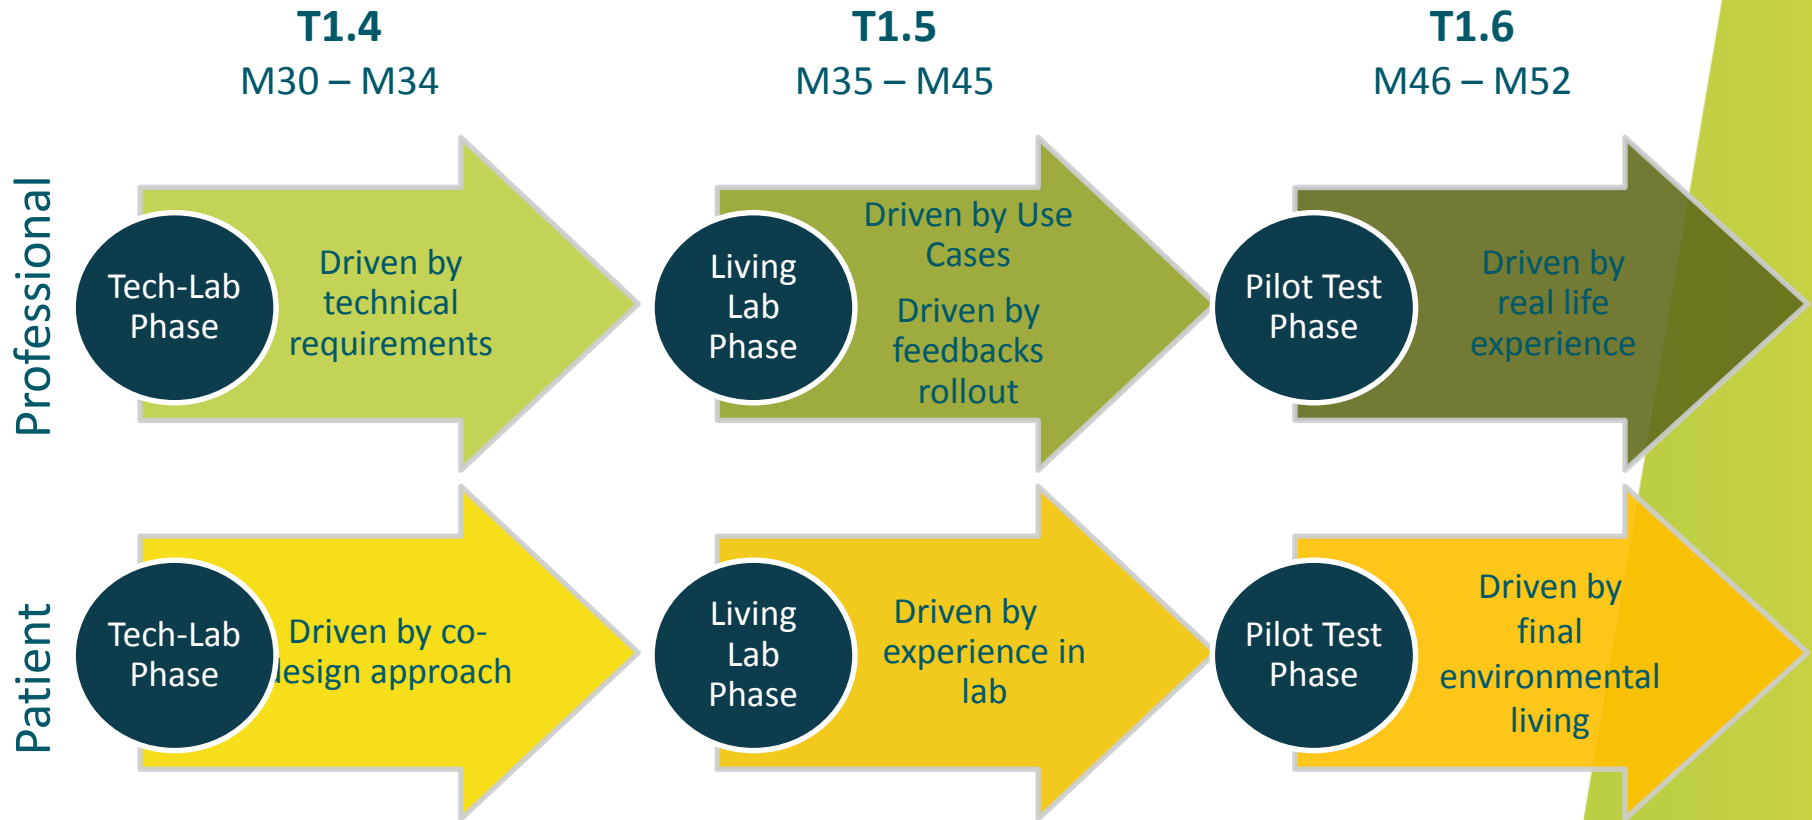 T1.4
M30 – M34
T1.5
M35 – M45
T1.6
M46 – M52
Professional
Tech-Lab
Phase
Driven by
technical
requirements
Living
Lab
Phase
Driven by Use
Cases
Driven by
feedbacks
rollout
Pilot Test
Phase
Driven by
real life
experience
Patient
Tech-Lab
Phase
Driven by co-
design approach
Living
Lab
Phase
Driven by
experience in
lab
Pilot Test
Phase
Driven by
final
environmental
living